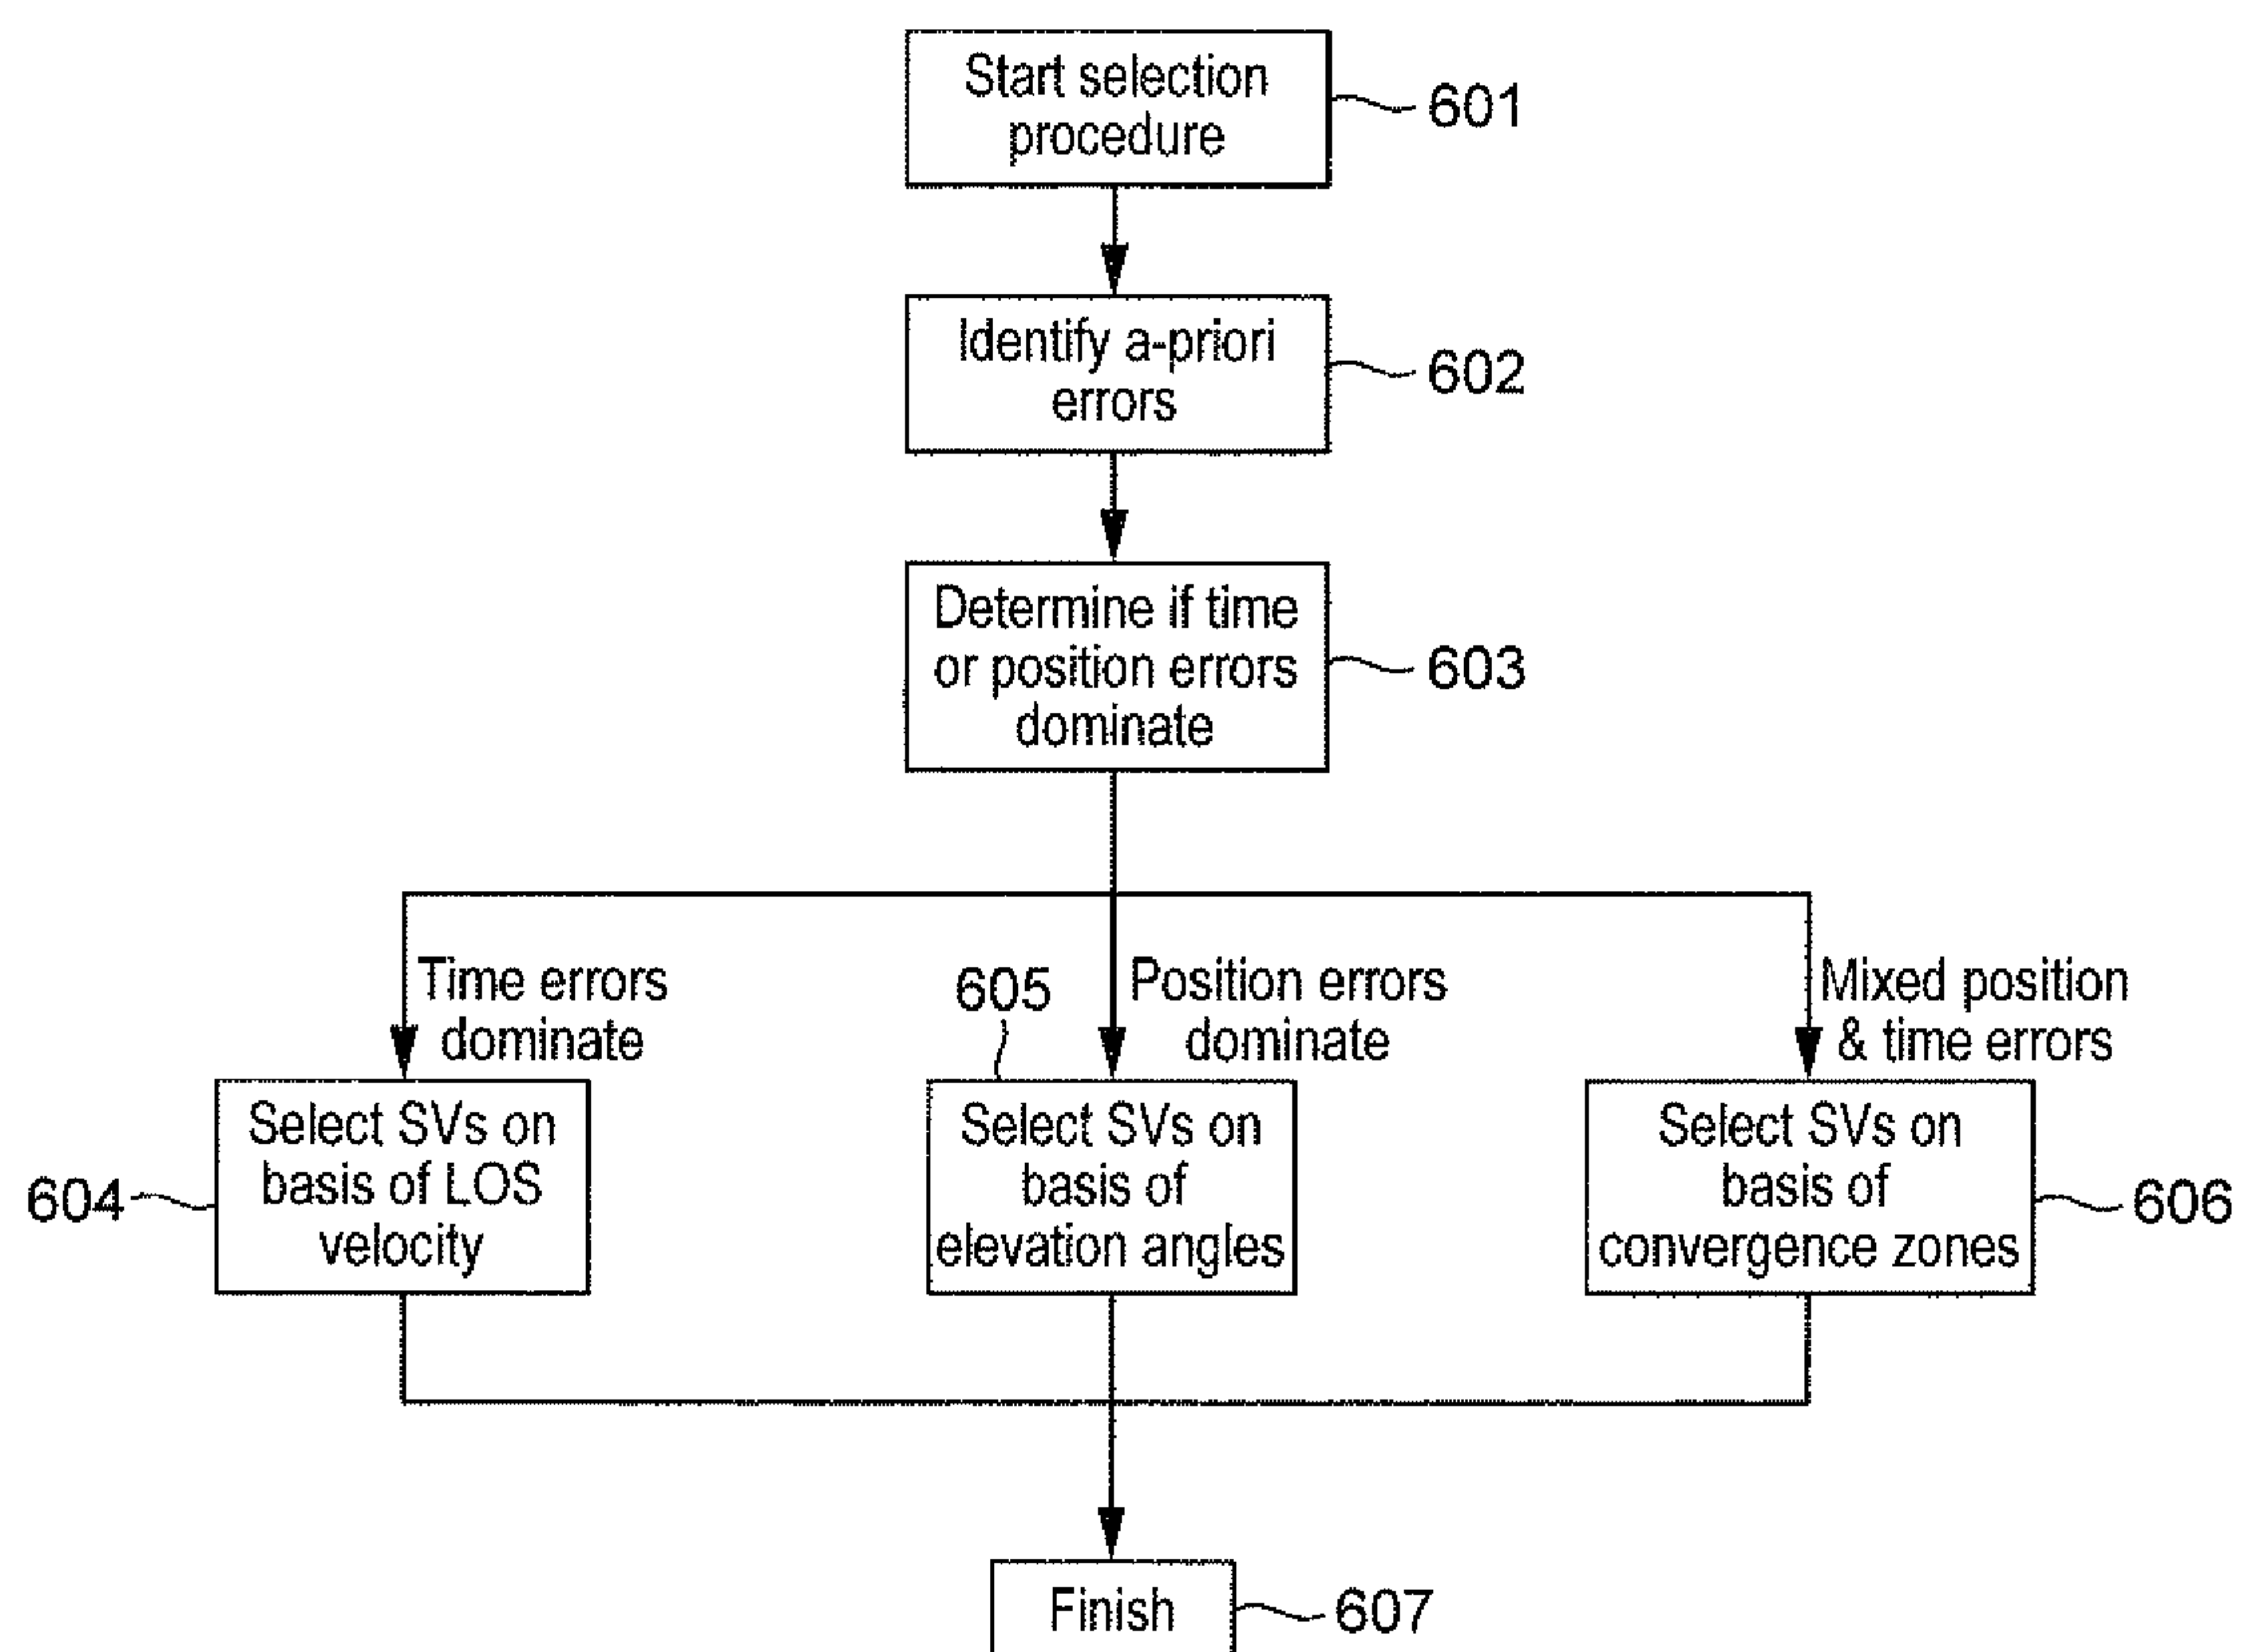 Start selection
procedure
601
Identify a-priori
errors
602
Determine if time
or position errors
dominate
603
Time errors
dominate
605
Position errors
dominate
Mixed position
& time errors
604
Select SVs on
basis of LOS
velocity
Select SVs on
basis of
elevation angles
Select SVs on
basis of
convergence zones
606
Finish
607